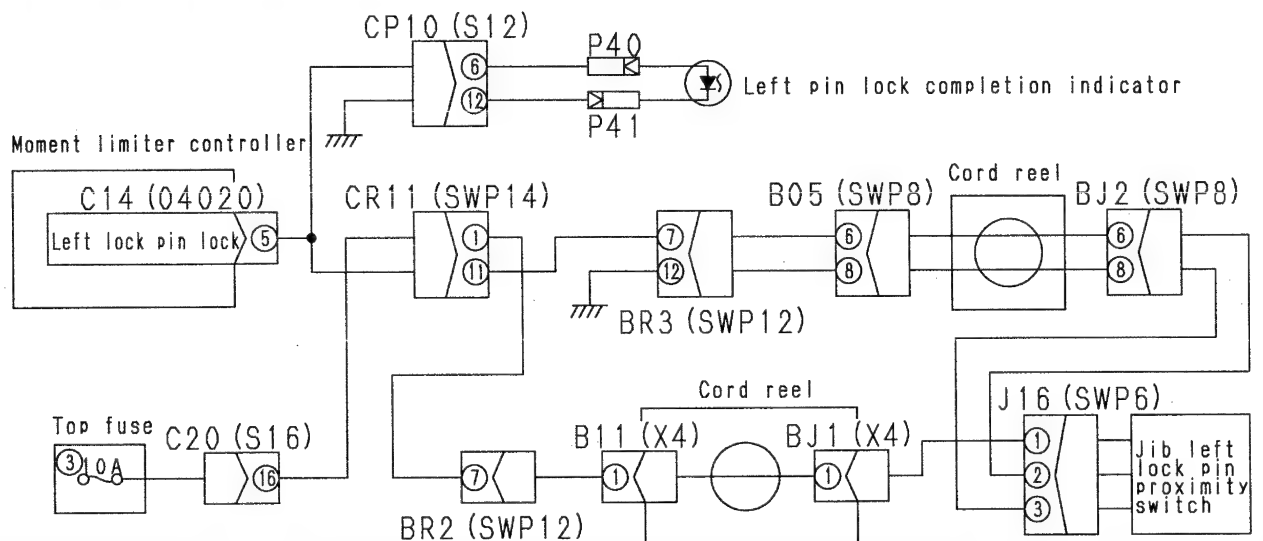 CP10 (S12)
6
12
P40
P41
Left pin lock completion indicator
Moment limiter controller
C14 (04020)
Left lock pin lock
5
CR11 (SWP14)
1
11
7
12
BR3 (SWP12)
B05 (SWP8)
6
8
Cord reel
BJ2 (SWP8)
6
8
Top fuse
3
10A
C20 (S16)
16
7
BR2 (SWP12)
Cord reel
B11 (X4)
1
BJ1 (X4)
1
J16 (SWP6)
1
2
3
Jib left
lock pin
proximity
switch